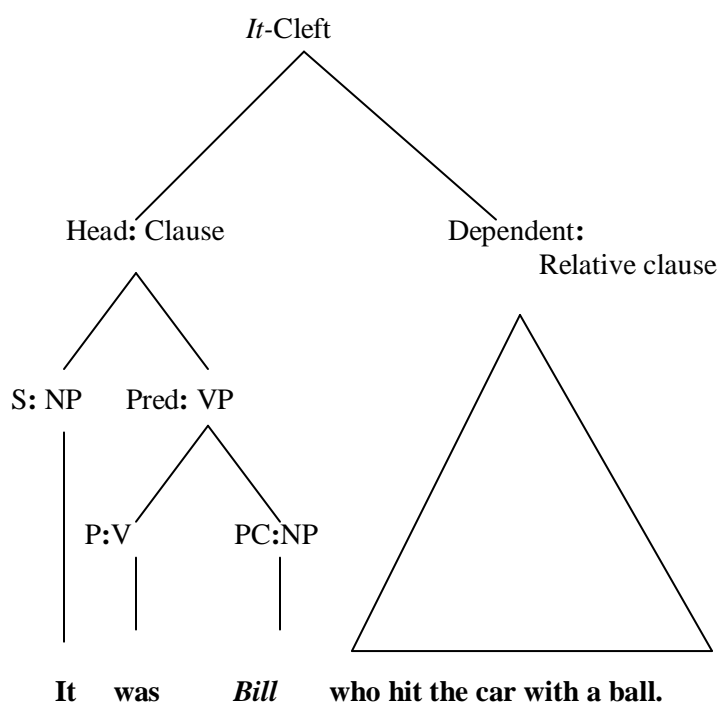 It-Cleft
Head: Clause Dependent:
Relative clause
S: NP Pred: VP
P:V PC:NP
It was Bill who hit the car with a ball.